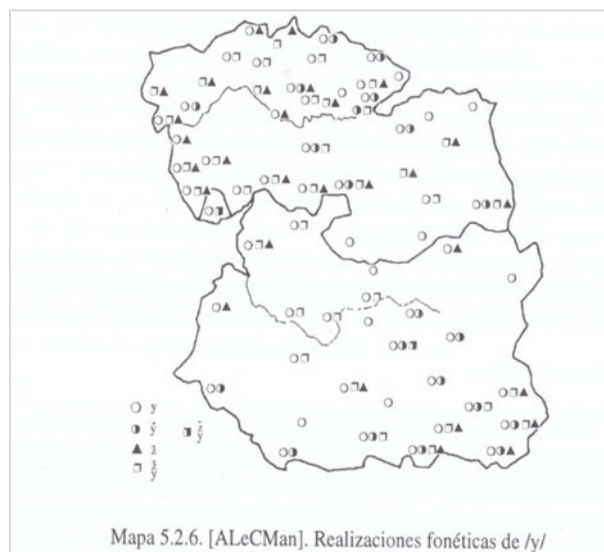 y
ŷ
ž
ž
y
ž
y
Mapa 5.2.6. [ALeCMan]. Realizaciones fonéticas de /y/